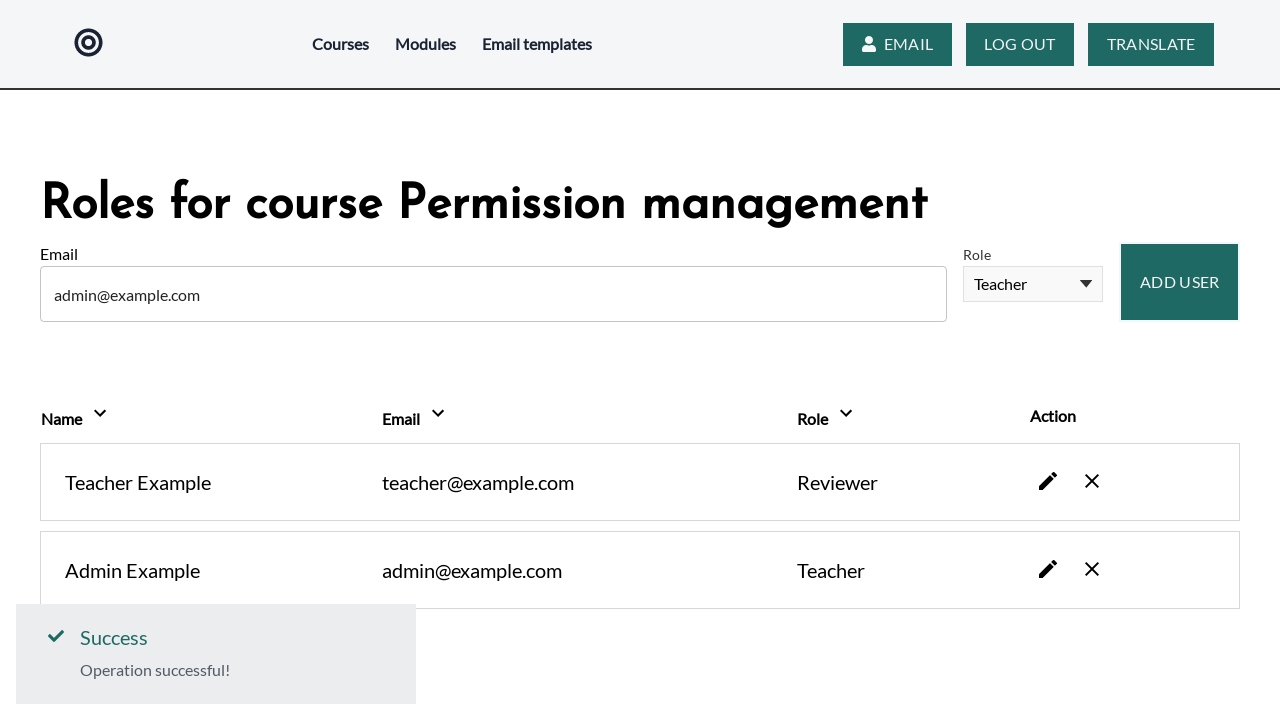 Courses Modules Email templates EMAIL LOG OUT TRANSLATE
Roles for course Permission management
Email Role
admin@example.com Teacher ADD USER
Name Email Role Action
Teacher Example teacher@example.com Reviewer
Admin Example admin@example.com Teacher
Success
Operation successful!